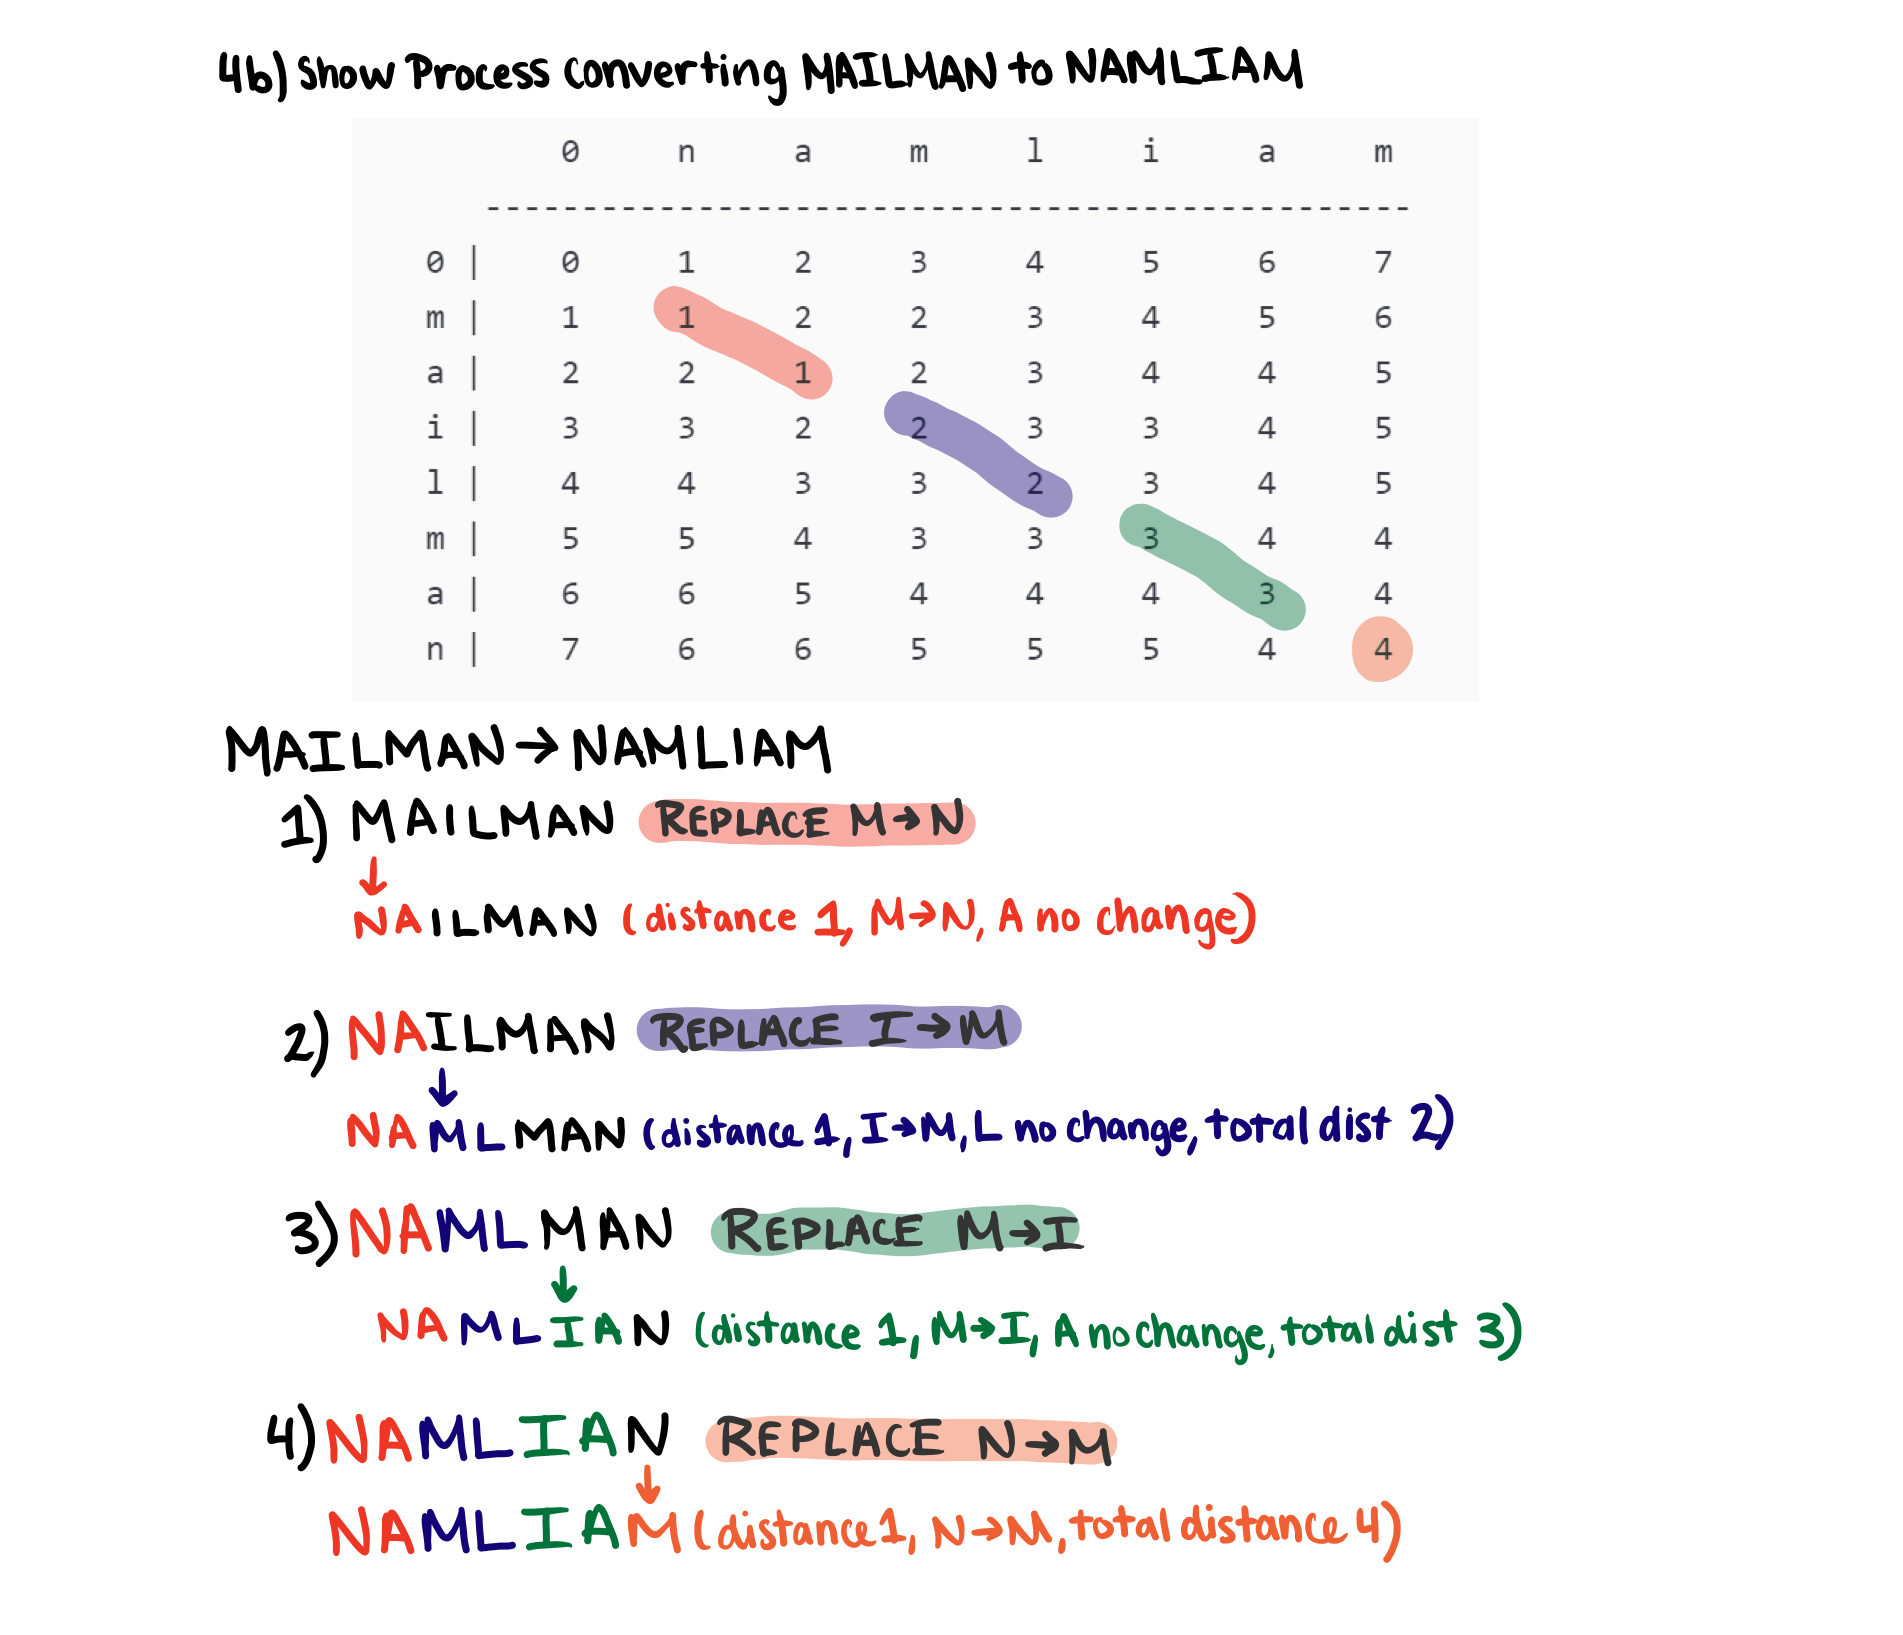 4b) Show Process converting MAILMAN to NAMLIAM
0 n a m l i a m
------------------------------------------------
0 | 0 1 2 3 4 5 6 7
m | 1 1 2 2 3 4 5 6
a | 2 2 1 2 3 4 4 5
i | 3 3 2 2 3 3 4 5
l | 4 4 3 3 2 3 4 5
m | 5 5 4 3 3 3 4 4
a | 6 6 5 4 4 4 3 4
n | 7 6 6 5 5 5 4 4
MAILMAN → NAMLIAM
1) MAILMAN REPLACE M→N
↓
NAILMAN (distance 1, M→N, A no change)
2) NAILMAN REPLACE I→M
↓
NAMLMAN (distance 1, I→M, L no change, total dist 2)
3) NAMLMAN REPLACE M→I
↓
NAMLIAN (distance 1, M→I, A no change, total dist 3)
4) NAMLIAN REPLACE N→M
↓
NAMLIAM (distance 1, N→M, total distance 4)